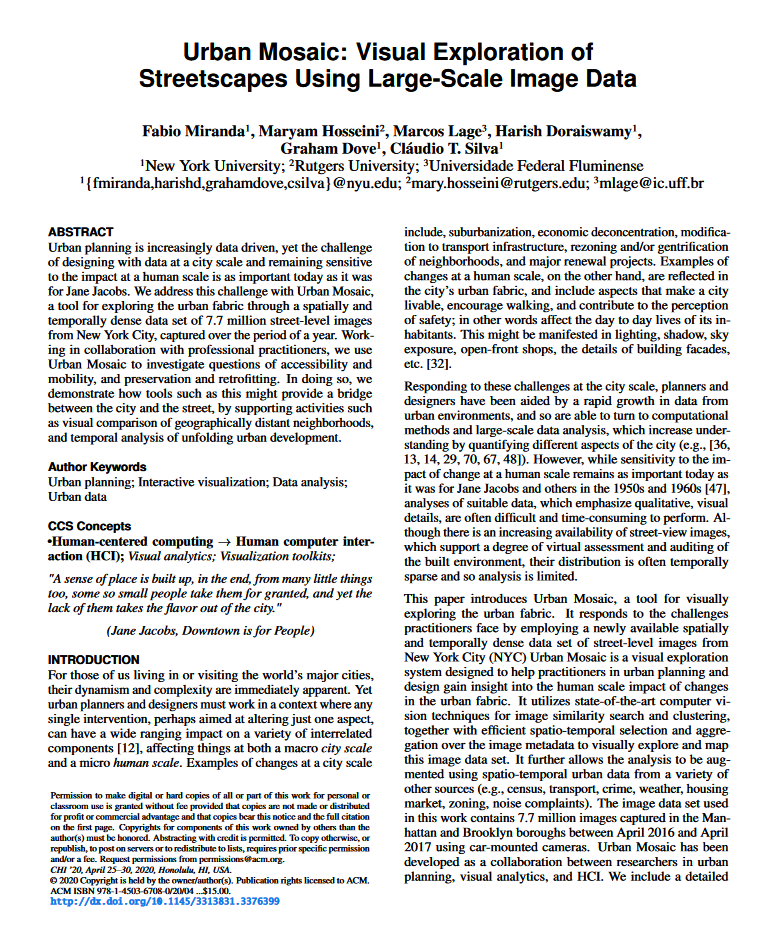 Urban Mosaic: Visual Exploration of
Streetscapes Using Large-Scale Image Data
Fabio Miranda¹, Maryam Hosseini², Marcos Lage³, Harish Doraiswamy¹,
Graham Dove¹, Cláudio T. Silva¹
¹New York University; ²Rutgers University; ³Universidade Federal Fluminense
¹{fmiranda,harishd,grahamdove,csilva}@nyu.edu; ²mary.hosseini@rutgers.edu; ³mlage@ic.uff.br
ABSTRACT
Urban planning is increasingly data driven, yet the challenge
of designing with data at a city scale and remaining sensitive
to the impact at a human scale is as important today as it was
for Jane Jacobs. We address this challenge with Urban Mosaic,
a tool for exploring the urban fabric through a spatially and
temporally dense data set of 7.7 million street-level images
from New York City, captured over the period of a year. Work-
ing in collaboration with professional practitioners, we use
Urban Mosaic to investigate questions of accessibility and
mobility, and preservation and retrofitting. In doing so, we
demonstrate how tools such as this might provide a bridge
between the city and the street, by supporting activities such
as visual comparison of geographically distant neighborhoods,
and temporal analysis of unfolding urban development.
Author Keywords
Urban planning; Interactive visualization; Data analysis;
Urban data
CCS Concepts
•Human-centered computing → Human computer inter-
action (HCI); Visual analytics; Visualization toolkits;
"A sense of place is built up, in the end, from many little things
too, some so small people take them for granted, and yet the
lack of them takes the flavor out of the city."
(Jane Jacobs, Downtown is for People)
INTRODUCTION
For those of us living in or visiting the world's major cities,
their dynamism and complexity are immediately apparent. Yet
urban planners and designers must work in a context where any
single intervention, perhaps aimed at altering just one aspect,
can have a wide ranging impact on a variety of interrelated
components [12], affecting things at both a macro city scale
and a micro human scale. Examples of changes at a city scale
Permission to make digital or hard copies of all or part of this work for personal or
classroom use is granted without fee provided that copies are not made or distributed
for profit or commercial advantage and that copies bear this notice and the full citation
on the first page. Copyrights for components of this work owned by others than the
author(s) must be honored. Abstracting with credit is permitted. To copy otherwise, or
republish, to post on servers or to redistribute to lists, requires prior specific permission
and/or a fee. Request permissions from permissions@acm.org.
CHI '20, April 25–30, 2020, Honolulu, HI, USA.
© 2020 Copyright is held by the owner/author(s). Publication rights licensed to ACM.
ACM ISBN 978-1-4503-6708-0/20/04 ...$15.00.
http://dx.doi.org/10.1145/3313831.3376399
include, suburbanization, economic deconcentration, modifica-
tion to transport infrastructure, rezoning and/or gentrification
of neighborhoods, and major renewal projects. Examples of
changes at a human scale, on the other hand, are reflected in
the city's urban fabric, and include aspects that make a city
livable, encourage walking, and contribute to the perception
of safety; in other words affect the day to day lives of its in-
habitants. This might be manifested in lighting, shadow, sky
exposure, open-front shops, the details of building facades,
etc. [32].
Responding to these challenges at the city scale, planners and
designers have been aided by a rapid growth in data from
urban environments, and so are able to turn to computational
methods and large-scale data analysis, which increase under-
standing by quantifying different aspects of the city (e.g., [36,
13, 14, 29, 70, 67, 48]). However, while sensitivity to the im-
pact of change at a human scale remains as important today as
it was for Jane Jacobs and others in the 1950s and 1960s [47],
analyses of suitable data, which emphasize qualitative, visual
details, are often difficult and time-consuming to perform. Al-
though there is an increasing availability of street-view images,
which support a degree of virtual assessment and auditing of
the built environment, their distribution is often temporally
sparse and so analysis is limited.
This paper introduces Urban Mosaic, a tool for visually
exploring the urban fabric. It responds to the challenges
practitioners face by employing a newly available spatially
and temporally dense data set of street-level images from
New York City (NYC) Urban Mosaic is a visual exploration
system designed to help practitioners in urban planning and
design gain insight into the human scale impact of changes
in the urban fabric. It utilizes state-of-the-art computer vi-
sion techniques for image similarity search and clustering,
together with efficient spatio-temporal selection and aggre-
gation over the image metadata to visually explore and map
this image data set. It further allows the analysis to be aug-
mented using spatio-temporal urban data from a variety of
other sources (e.g., census, transport, crime, weather, housing
market, zoning, noise complaints). The image data set used
in this work contains 7.7 million images captured in the Man-
hattan and Brooklyn boroughs between April 2016 and April
2017 using car-mounted cameras. Urban Mosaic has been
developed as a collaboration between researchers in urban
planning, visual analytics, and HCI. We include a detailed